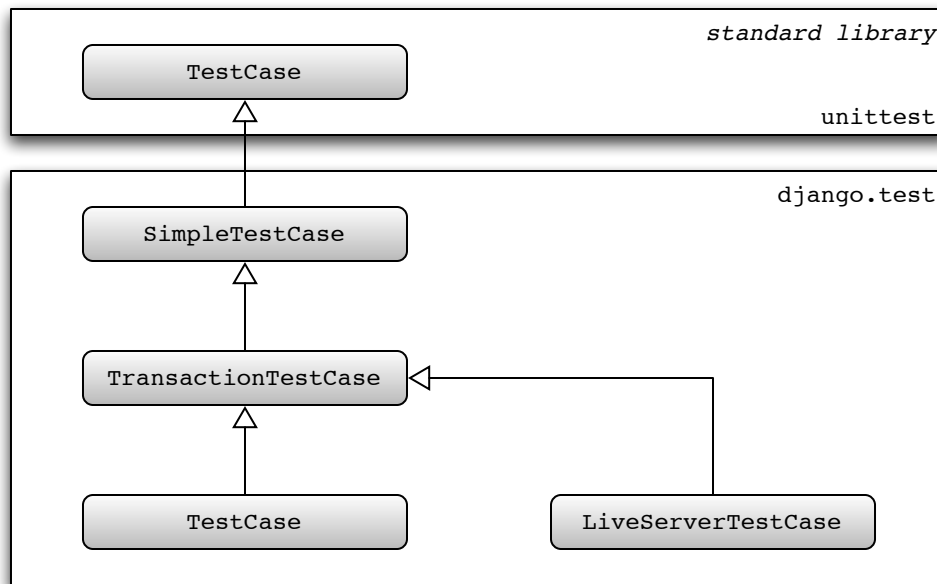 standard library
TestCase
unittest
django.test
SimpleTestCase
TransactionTestCase
TestCase
LiveServerTestCase